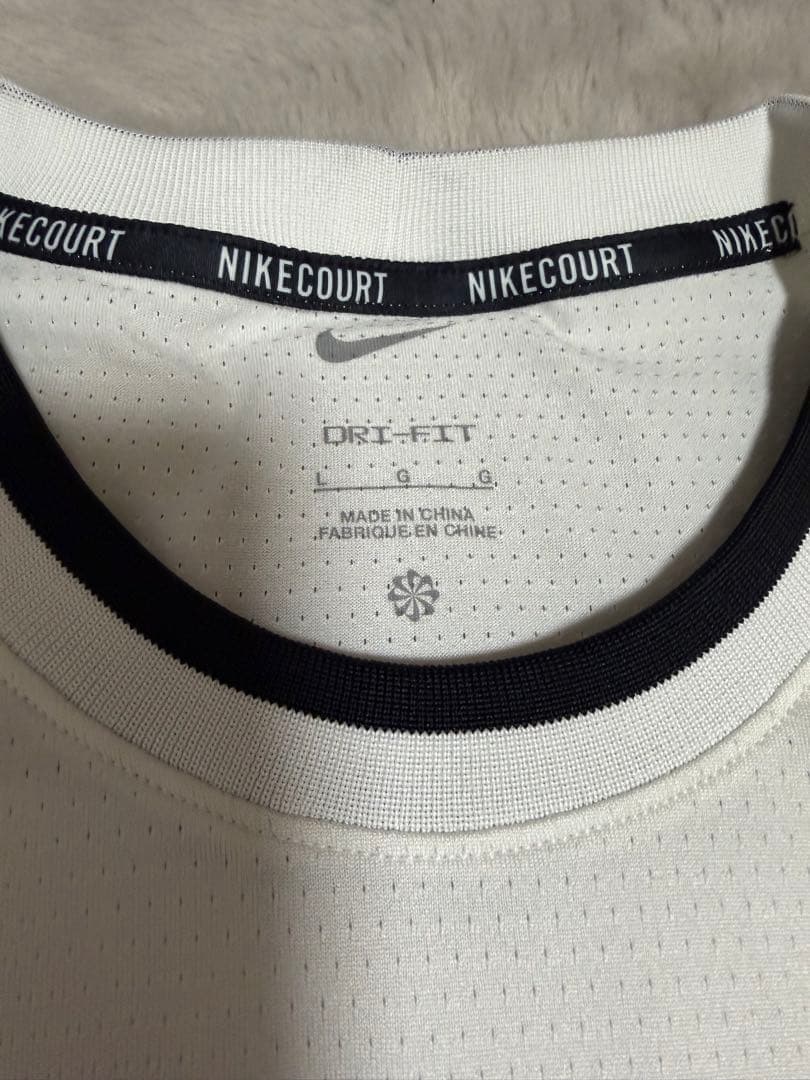 KECOURT NIKECOURT NIKECOURT NIKEC
DRI-FIT
L G G
MADE IN CHINA
FABRIQUE EN CHINE